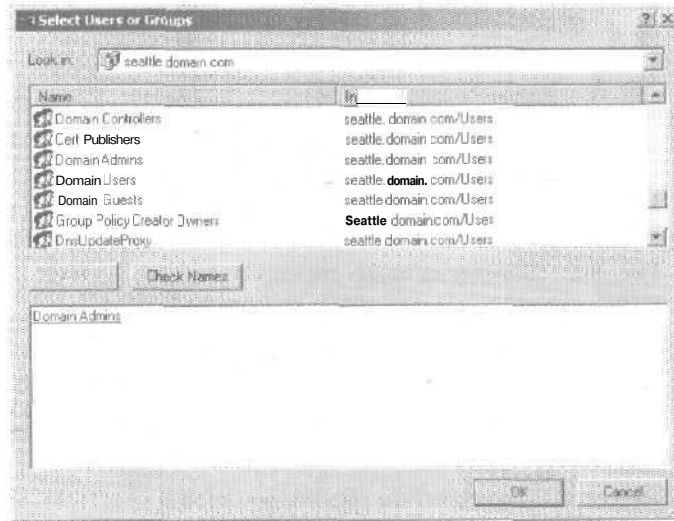 Select Users or Groups
Look in: seattle.domain.com
Name In
Domain Controllers seattle.domain.com/Users
Cert Publishers seattle.domain.com/Users
Domain Admins seattle.domain.com/Users
Domain Users seattle.domain.com/Users
Domain Guests seattle.domain.com/Users
Group Policy Creator Owners Seattle domain.com/User
DnsUpdateProxy seattle.domain.com/Users
Check Names
Domain Admins
OK Cancel